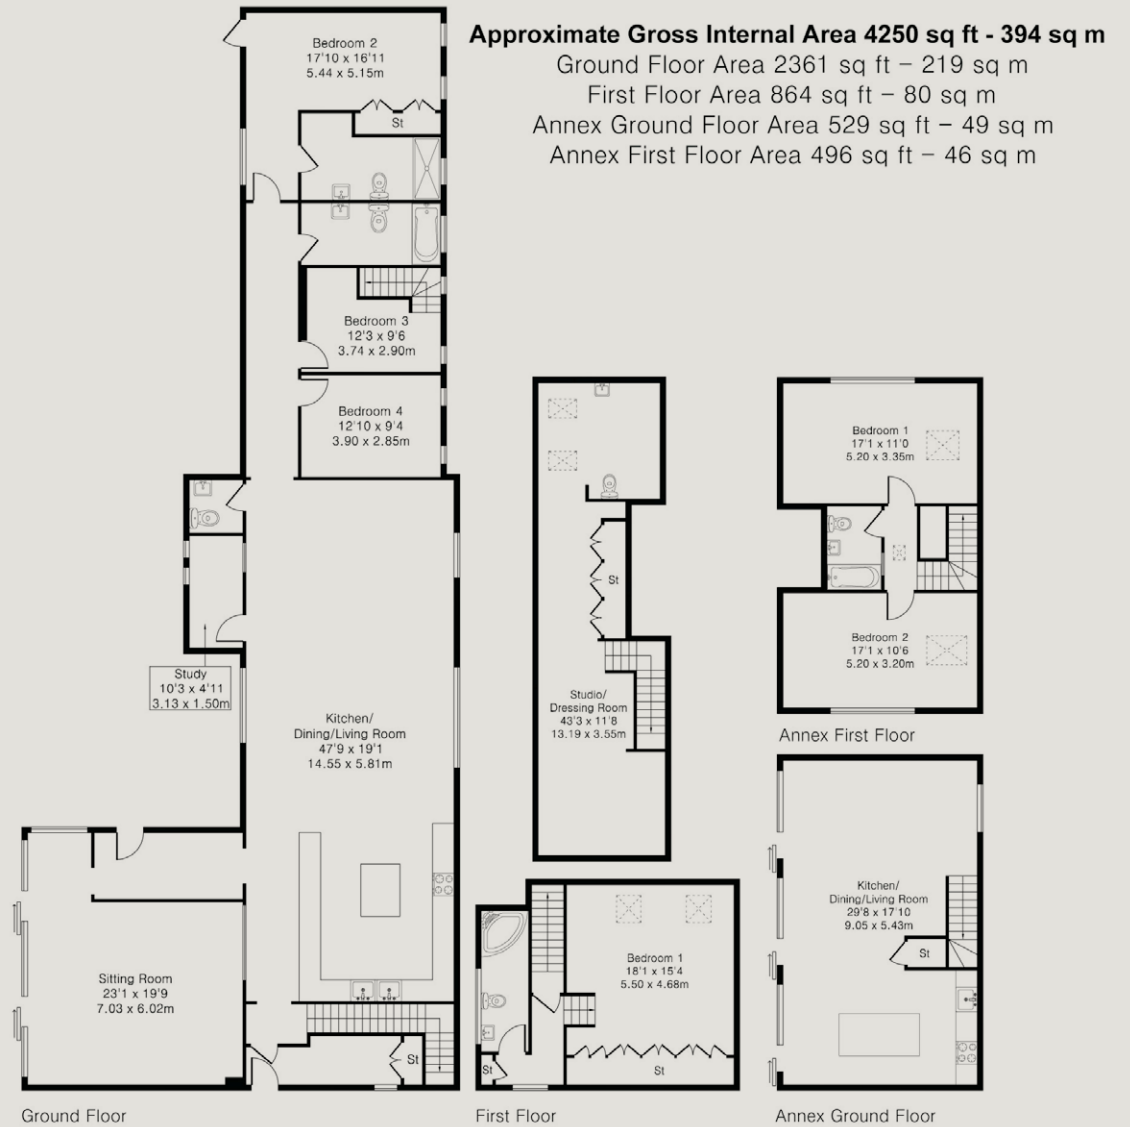 Approximate Gross Internal Area 4250 sq ft - 394 sq m
Ground Floor Area 2361 sq ft – 219 sq m
First Floor Area 864 sq ft – 80 sq m
Annex Ground Floor Area 529 sq ft – 49 sq m
Annex First Floor Area 496 sq ft – 46 sq m
Bedroom 2
17'10 x 16'11
5.44 x 5.15m
St
Bedroom 3
12'3 x 9'6
3.74 x 2.90m
Bedroom 4
12'10 x 9'4
3.90 x 2.85m
Study
10'3 x 4'11
3.13 x 1.50m
Kitchen/
Dining/Living Room
47'9 x 19'1
14.55 x 5.81m
Sitting Room
23'1 x 19'9
7.03 x 6.02m
St
Ground Floor
St
Studio/
Dressing Room
43'3 x 11'8
13.19 x 3.55m
Bedroom 1
18'1 x 15'4
5.50 x 4.68m
St
St
First Floor
Bedroom 1
17'1 x 11'0
5.20 x 3.35m
Bedroom 2
17'1 x 10'6
5.20 x 3.20m
Annex First Floor
Kitchen/
Dining/Living Room
29'8 x 17'10
9.05 x 5.43m
St
Annex Ground Floor